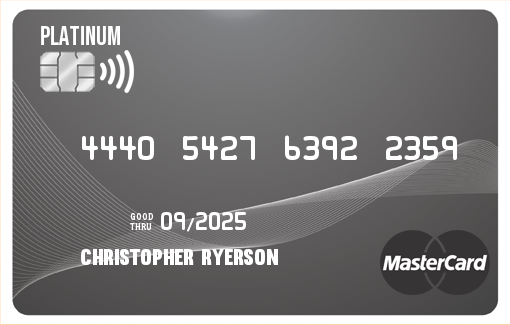 PLATINUM
4440 5427 6392 2359
GOOD THRU 09/2025
CHRISTOPHER RYERSON
MasterCard